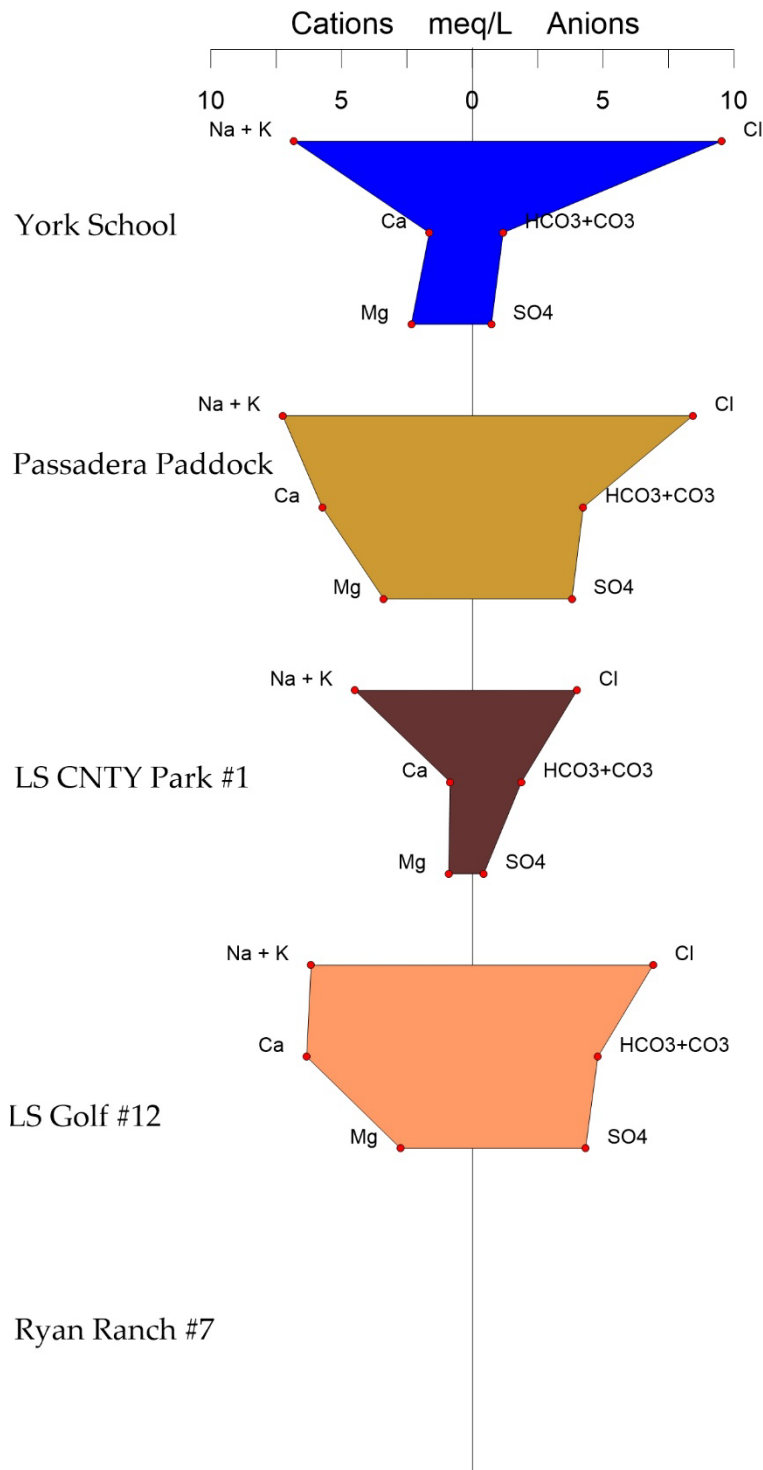 Cations meq/L Anions
10 5 0 5 10
Na + K Cl
York School
Ca HCO3+CO3
Mg SO4
Na + K Cl
Passadera Paddock
Ca HCO3+CO3
Mg SO4
Na + K Cl
LS CNTY Park #1
Ca HCO3+CO3
Mg SO4
Na + K Cl
Ca HCO3+CO3
LS Golf #12
Mg SO4
Ryan Ranch #7